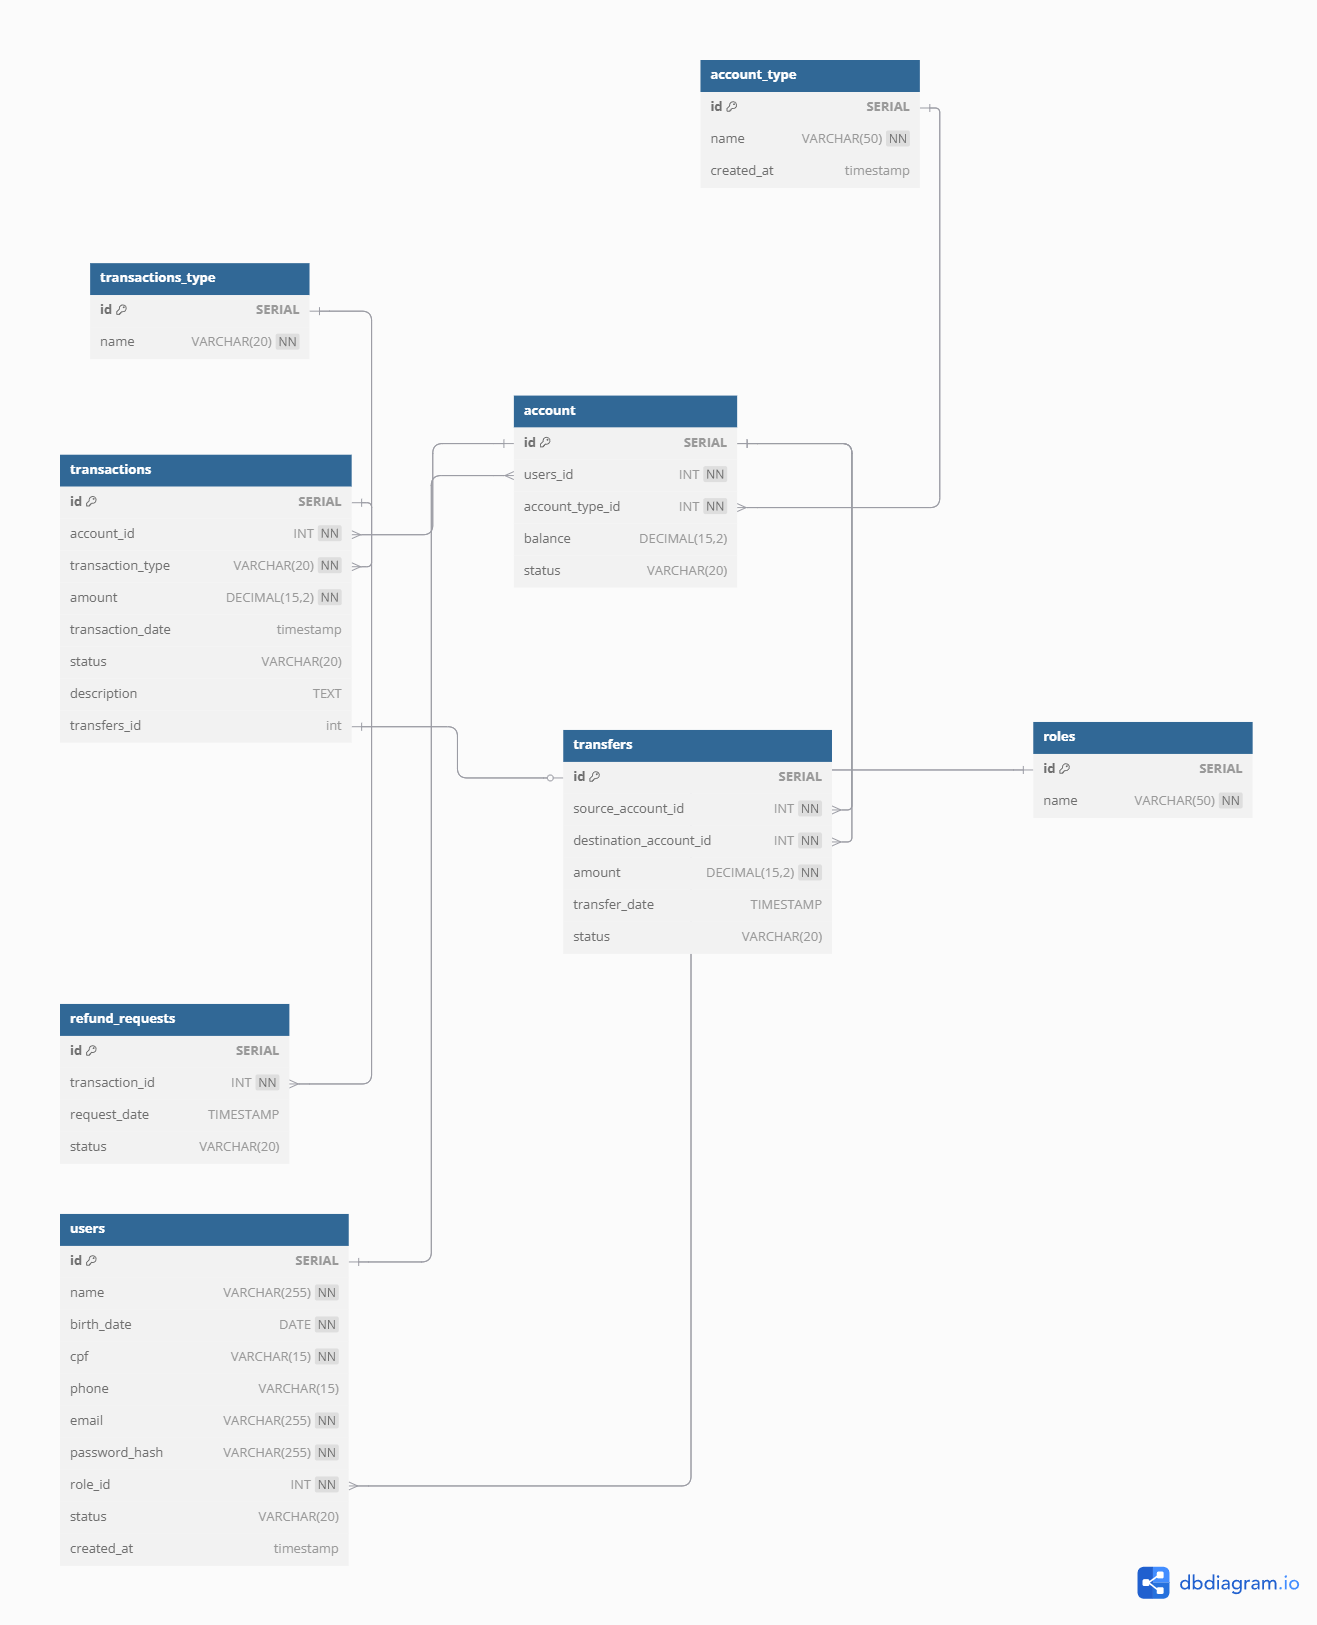 account_type
id SERIAL
name VARCHAR(50) NN
created_at timestamp
transactions_type
id SERIAL
name VARCHAR(20) NN
account
id SERIAL
users_id INT NN
account_type_id INT NN
balance DECIMAL(15,2)
status VARCHAR(20)
transactions
id SERIAL
account_id INT NN
transaction_type VARCHAR(20) NN
amount DECIMAL(15,2) NN
transaction_date timestamp
status VARCHAR(20)
description TEXT
transfers_id int
transfers
id SERIAL
source_account_id INT NN
destination_account_id INT NN
amount DECIMAL(15,2) NN
transfer_date TIMESTAMP
status VARCHAR(20)
roles
id SERIAL
name VARCHAR(50) NN
refund_requests
id SERIAL
transaction_id INT NN
request_date TIMESTAMP
status VARCHAR(20)
users
id SERIAL
name VARCHAR(255) NN
birth_date DATE NN
cpf VARCHAR(15) NN
phone VARCHAR(15)
email VARCHAR(255) NN
password_hash VARCHAR(255) NN
role_id INT NN
status VARCHAR(20)
created_at timestamp
dbdiagram.io